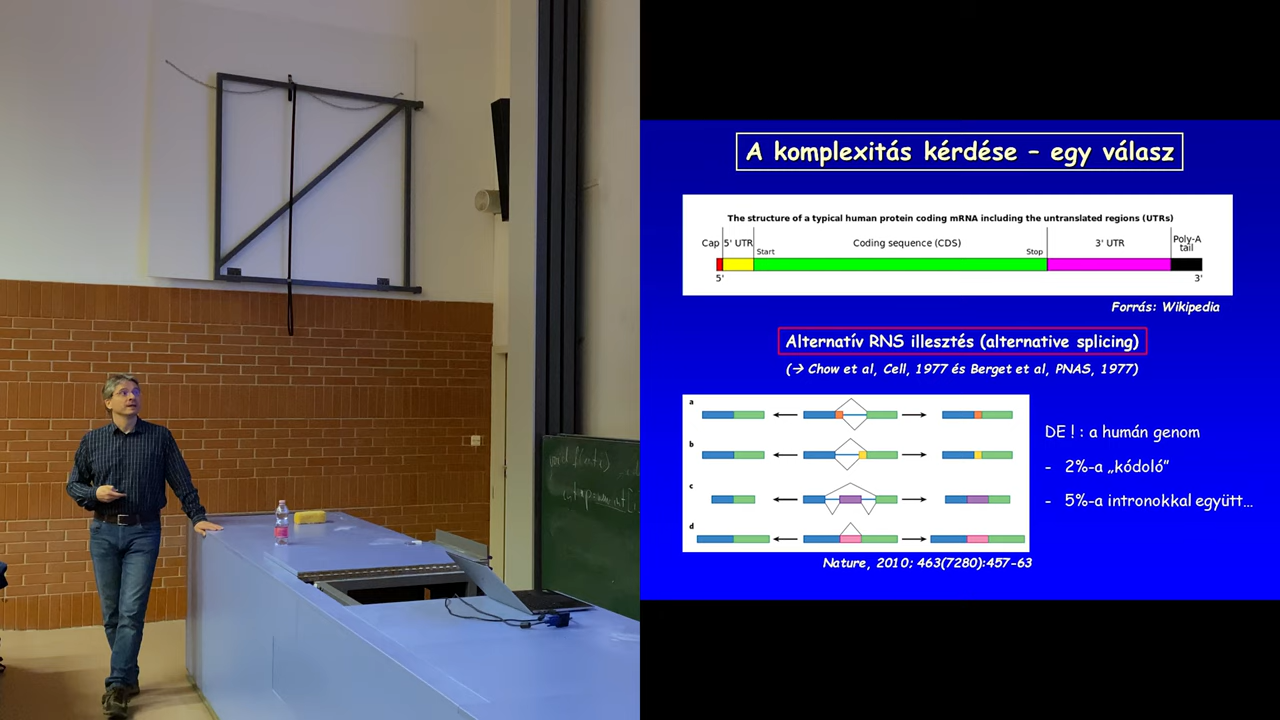 A komplexitás kérdése – egy válasz
The structure of a typical human protein coding mRNA including the untranslated regions (UTRs)
Cap 5' UTR Coding sequence (CDS) 3' UTR Poly-A tail
Start Stop
5' 3'
Forrás: Wikipedia
Alternatív RNS illesztés (alternative splicing)
(→ Chow et al, Cell, 1977 és Berget et al, PNAS, 1977)
a
b
c
d
DE ! : a humán genom
- 2%-a „kódoló”
- 5%-a intronokkal együtt...
Nature, 2010; 463(7280):457-63